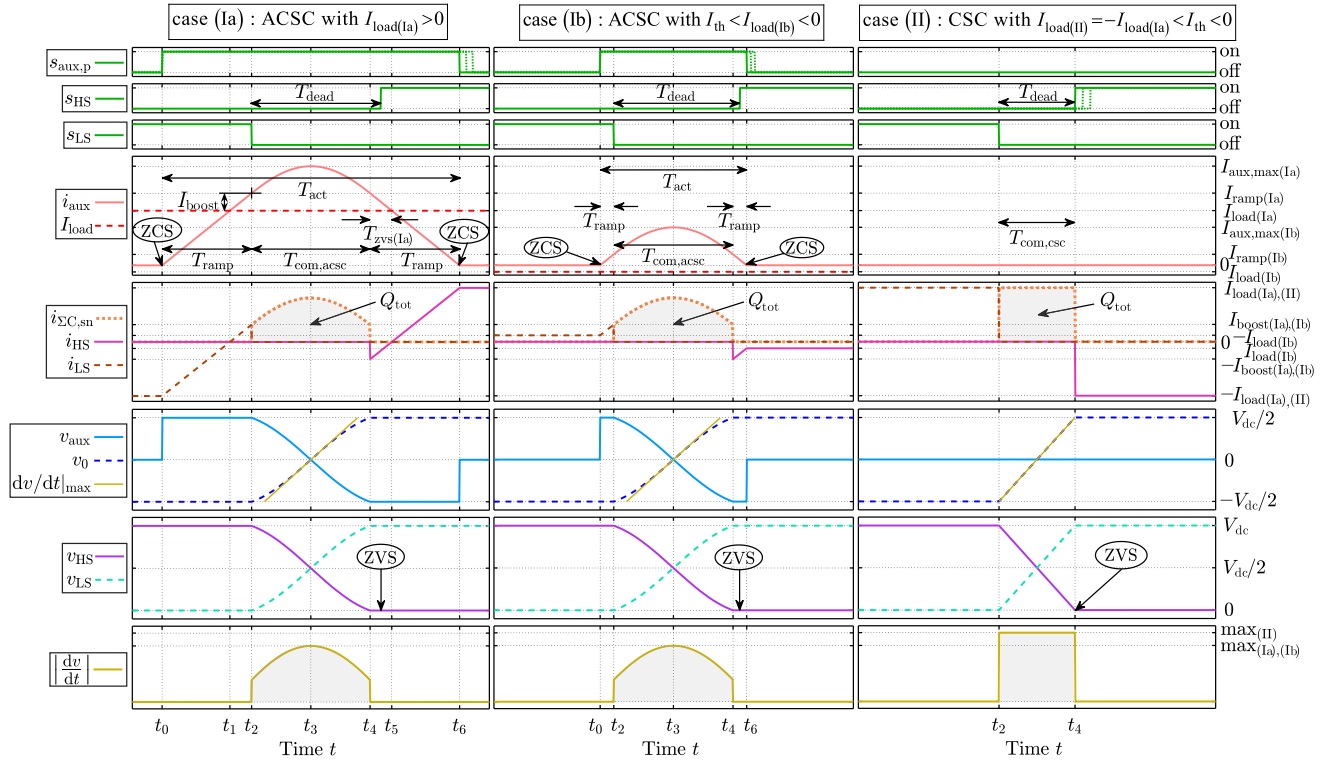 case (Ia) : ACSC with I_load(Ia) >0
case (Ib) : ACSC with I_th < I_load(Ib) <0
case (II) : CSC with I_load(II) = −I_load(Ia) < I_th <0
s_aux,p
on
off
s_HS
T_dead
T_dead
T_dead
on
off
s_LS
on
off
i_aux
I_load
I_boost
T_act
T_zvs(Ia)
ZCS
ZCS
T_ramp
T_com,acsc
T_ramp
T_act
T_ramp
T_ramp
ZCS
ZCS
T_com,acsc
T_com,csc
I_aux,max(Ia)
I_ramp(Ia)
I_load(Ia)
I_aux,max(Ib)
I_ramp(Ib)
0
I_load(Ib)
i_ΣC,sn
i_HS
i_LS
Q_tot
Q_tot
Q_tot
I_load(Ia),(II)
I_boost(Ia),(Ib)
−I_load(Ib)
0
I_load(Ib)
−I_boost(Ia),(Ib)
−I_load(Ia),(II)
v_aux
v_0
dv/dt|_max
V_dc/2
0
−V_dc/2
v_HS
v_LS
ZVS
ZVS
ZVS
V_dc
V_dc/2
0
|dv/dt|
max_(II)
max_(Ia),(Ib)
t_0 t_1 t_2 t_3 t_4 t_5 t_6
t_0 t_2 t_3 t_4 t_6
t_2 t_4
Time t
Time t
Time t